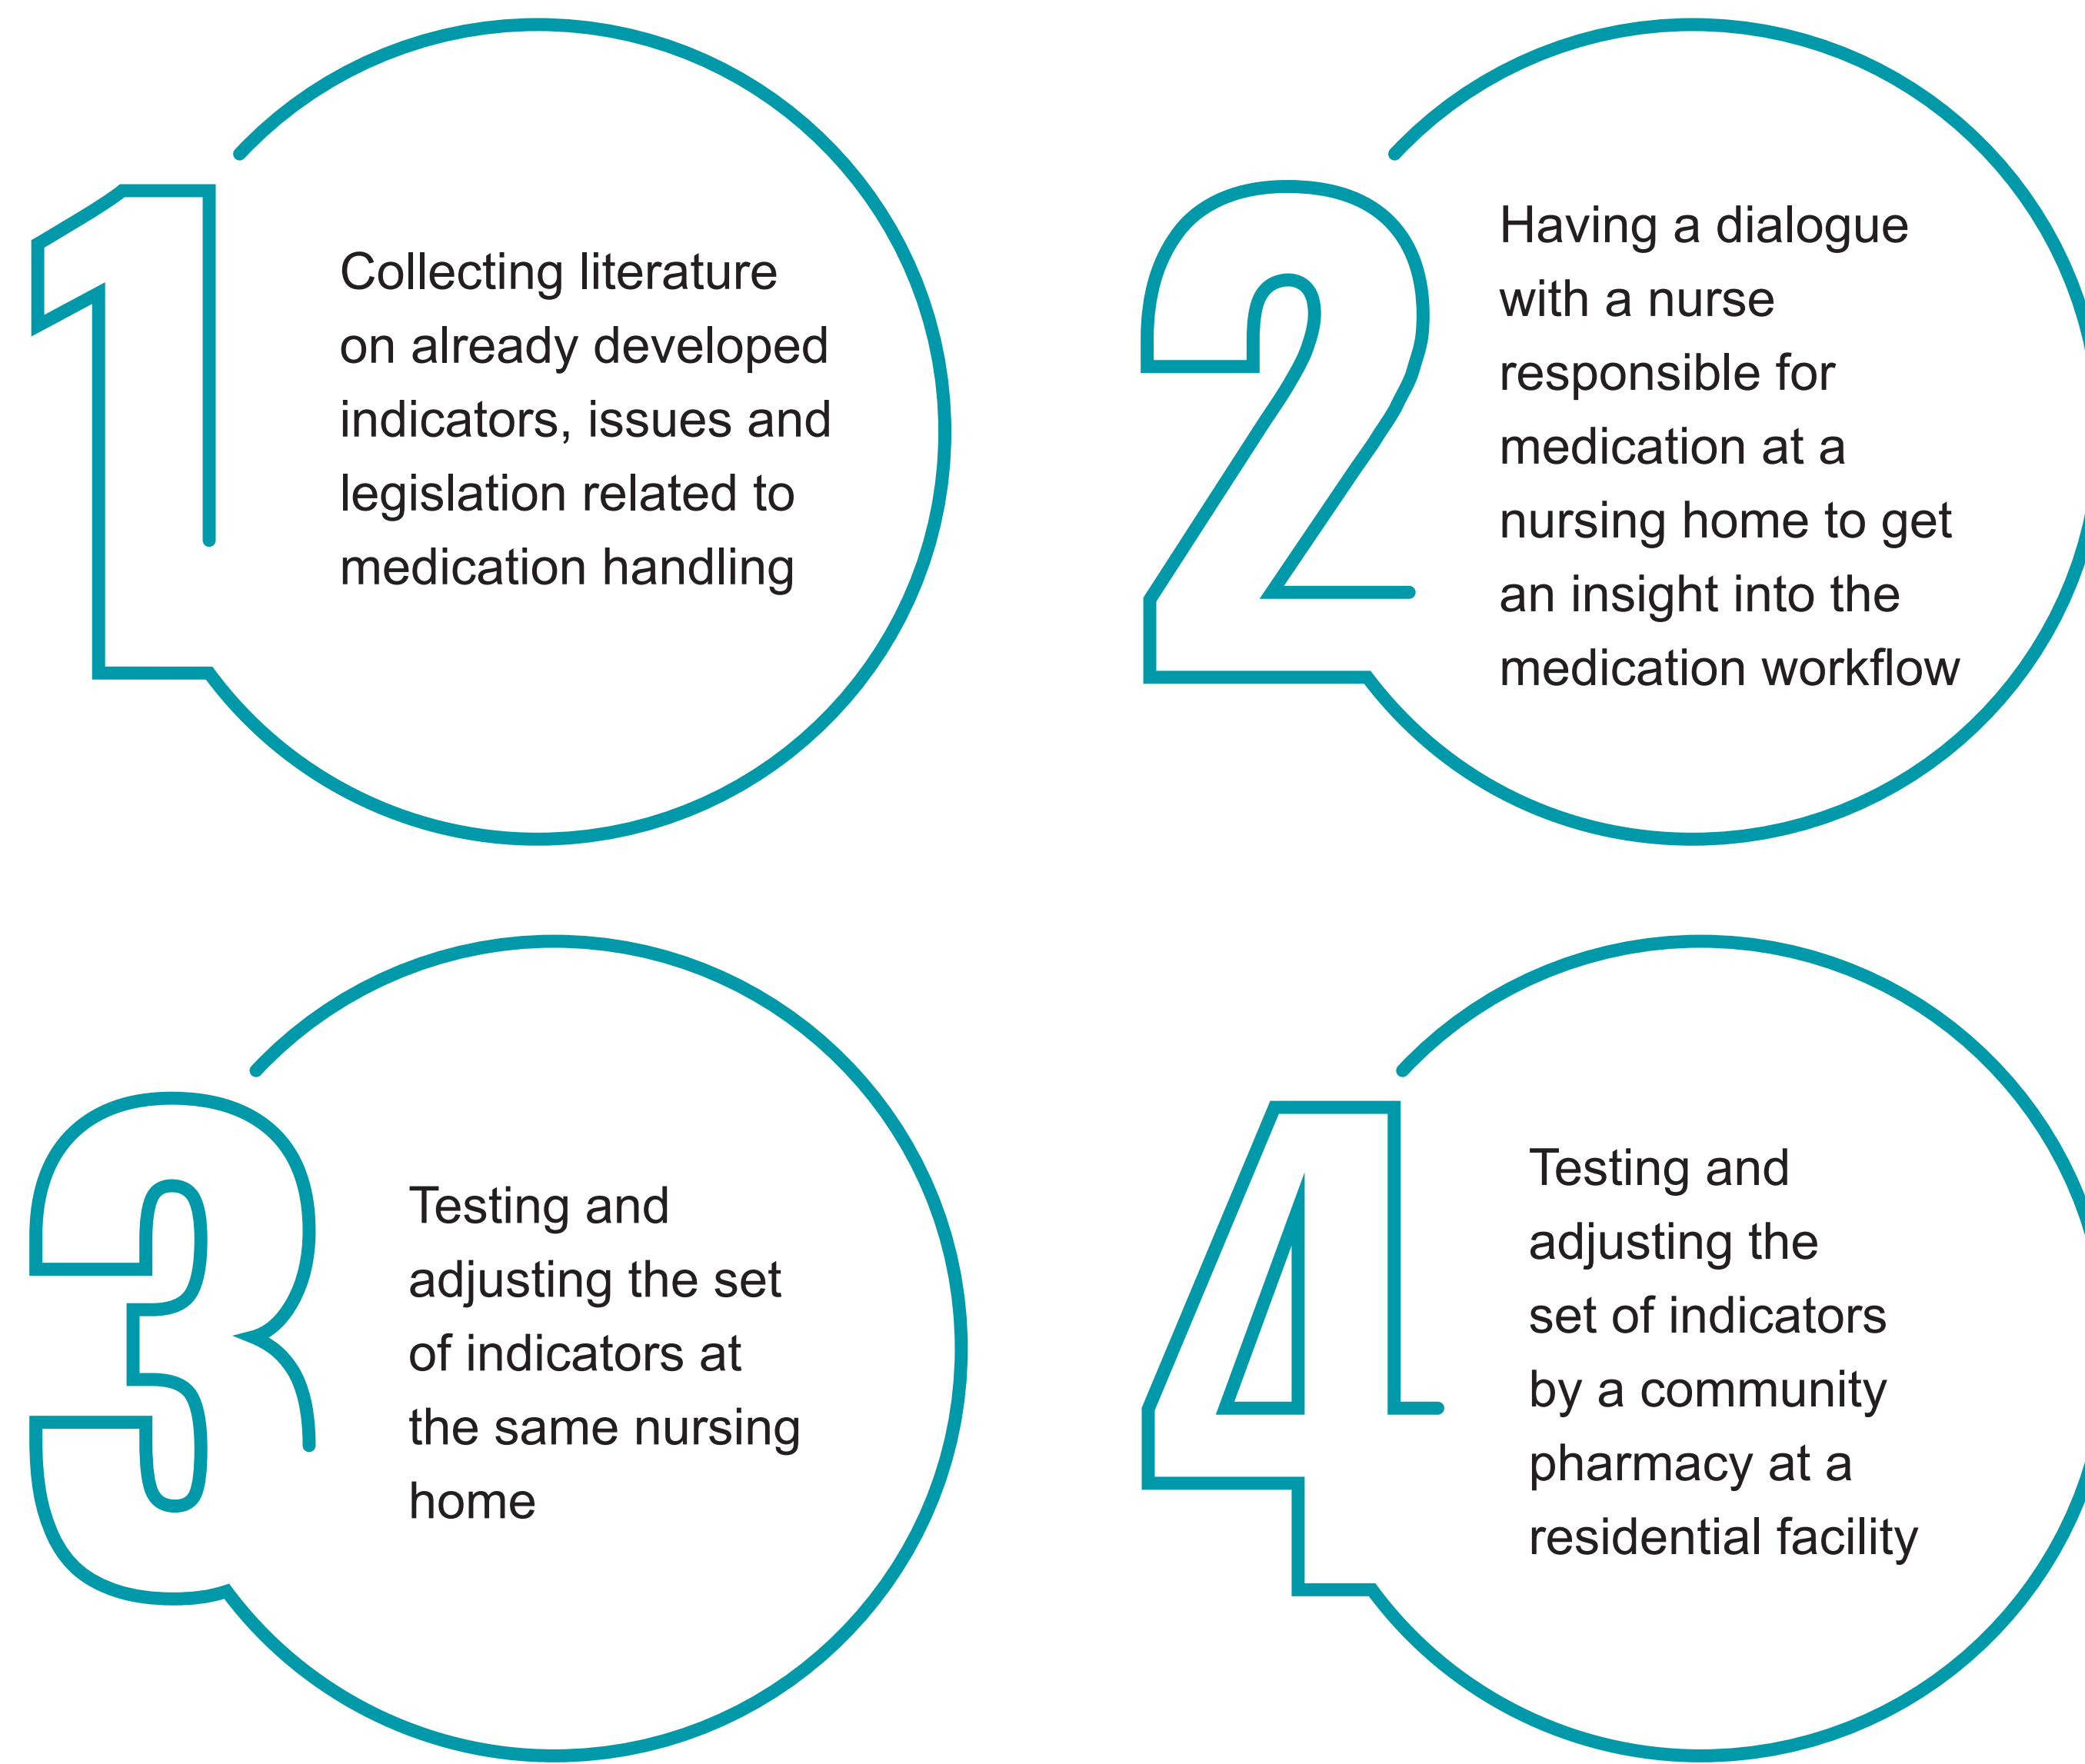 1
Collecting literature
on already developed
indicators, issues and
legislation related to
medication handling
2
Having a dialogue
with a nurse
responsible for
medication at a
nursing home to get
an insight into the
medication workflow
3
Testing and
adjusting the set
of indicators at
the same nursing
home
4
Testing and
adjusting the
set of indicators
by a community
pharmacy at a
residential facility